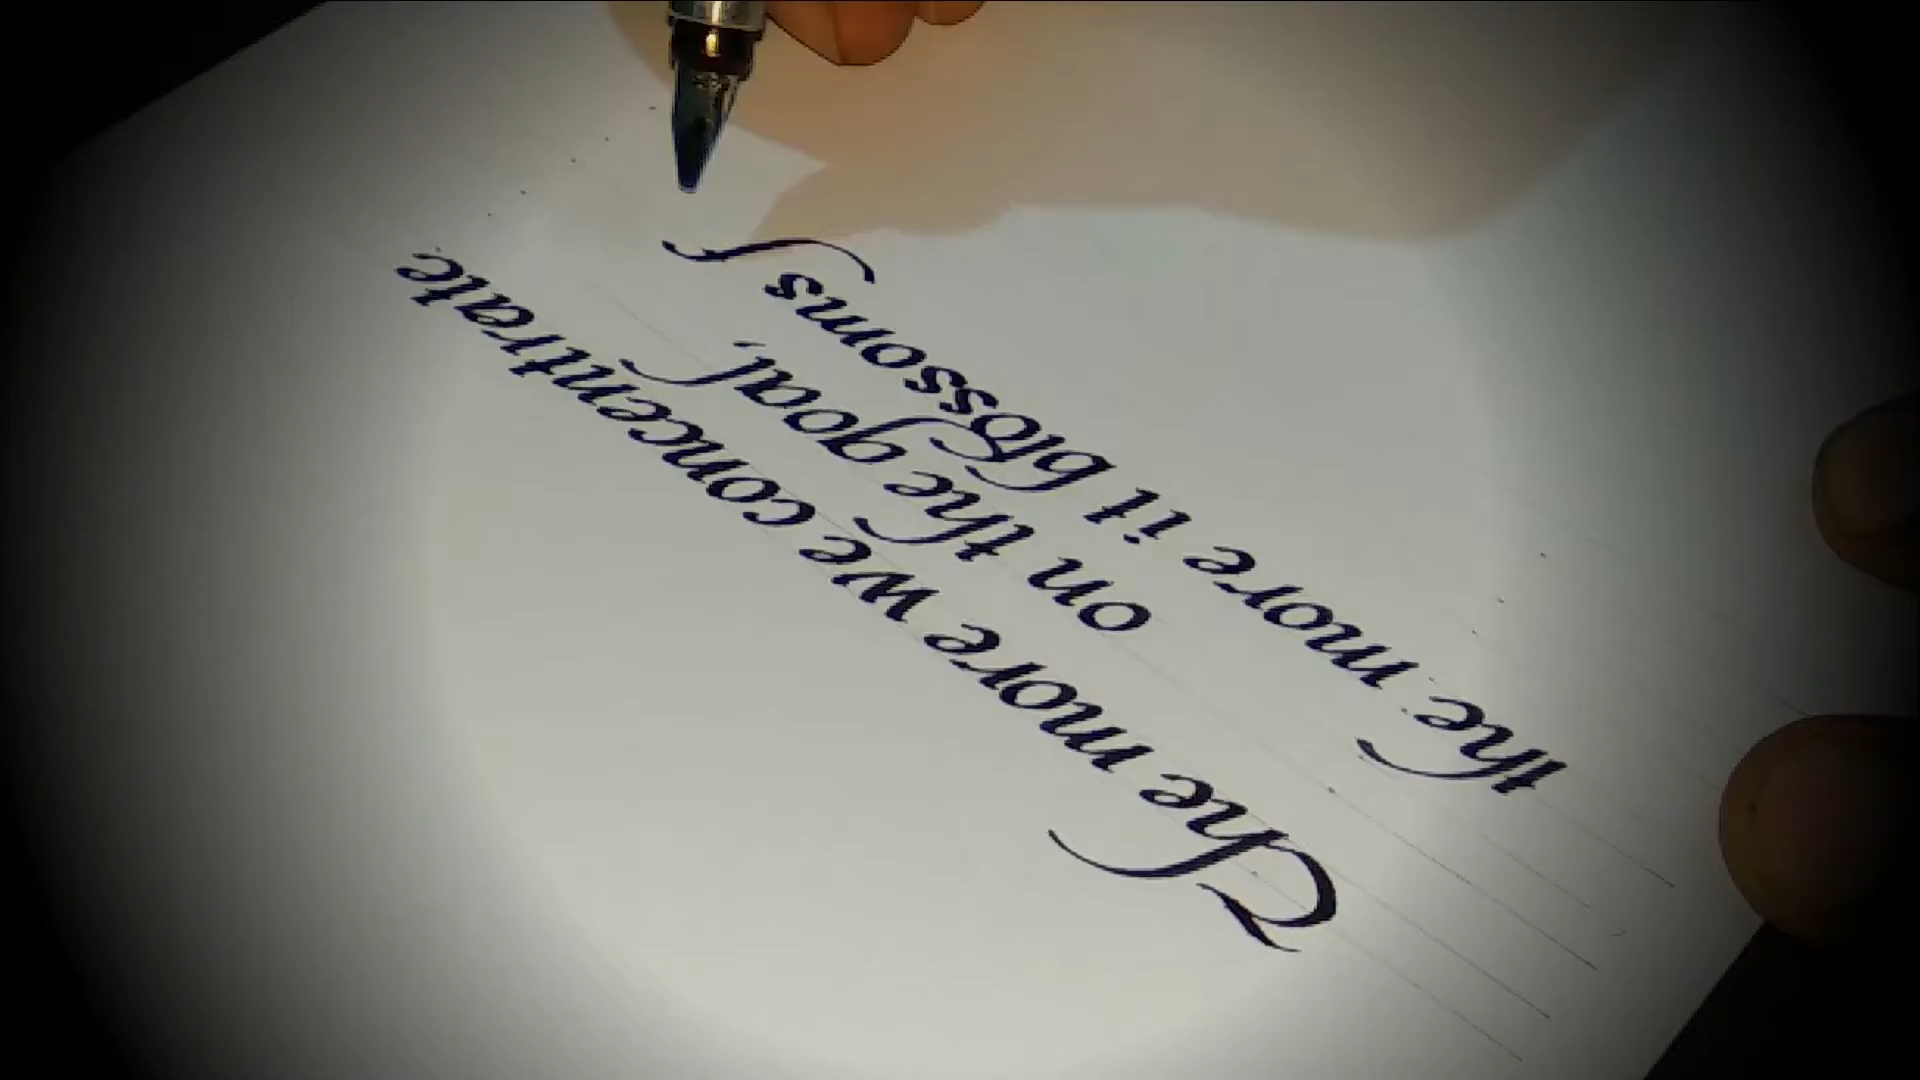 The more we concentrate
on the goal,
the more it blossoms f